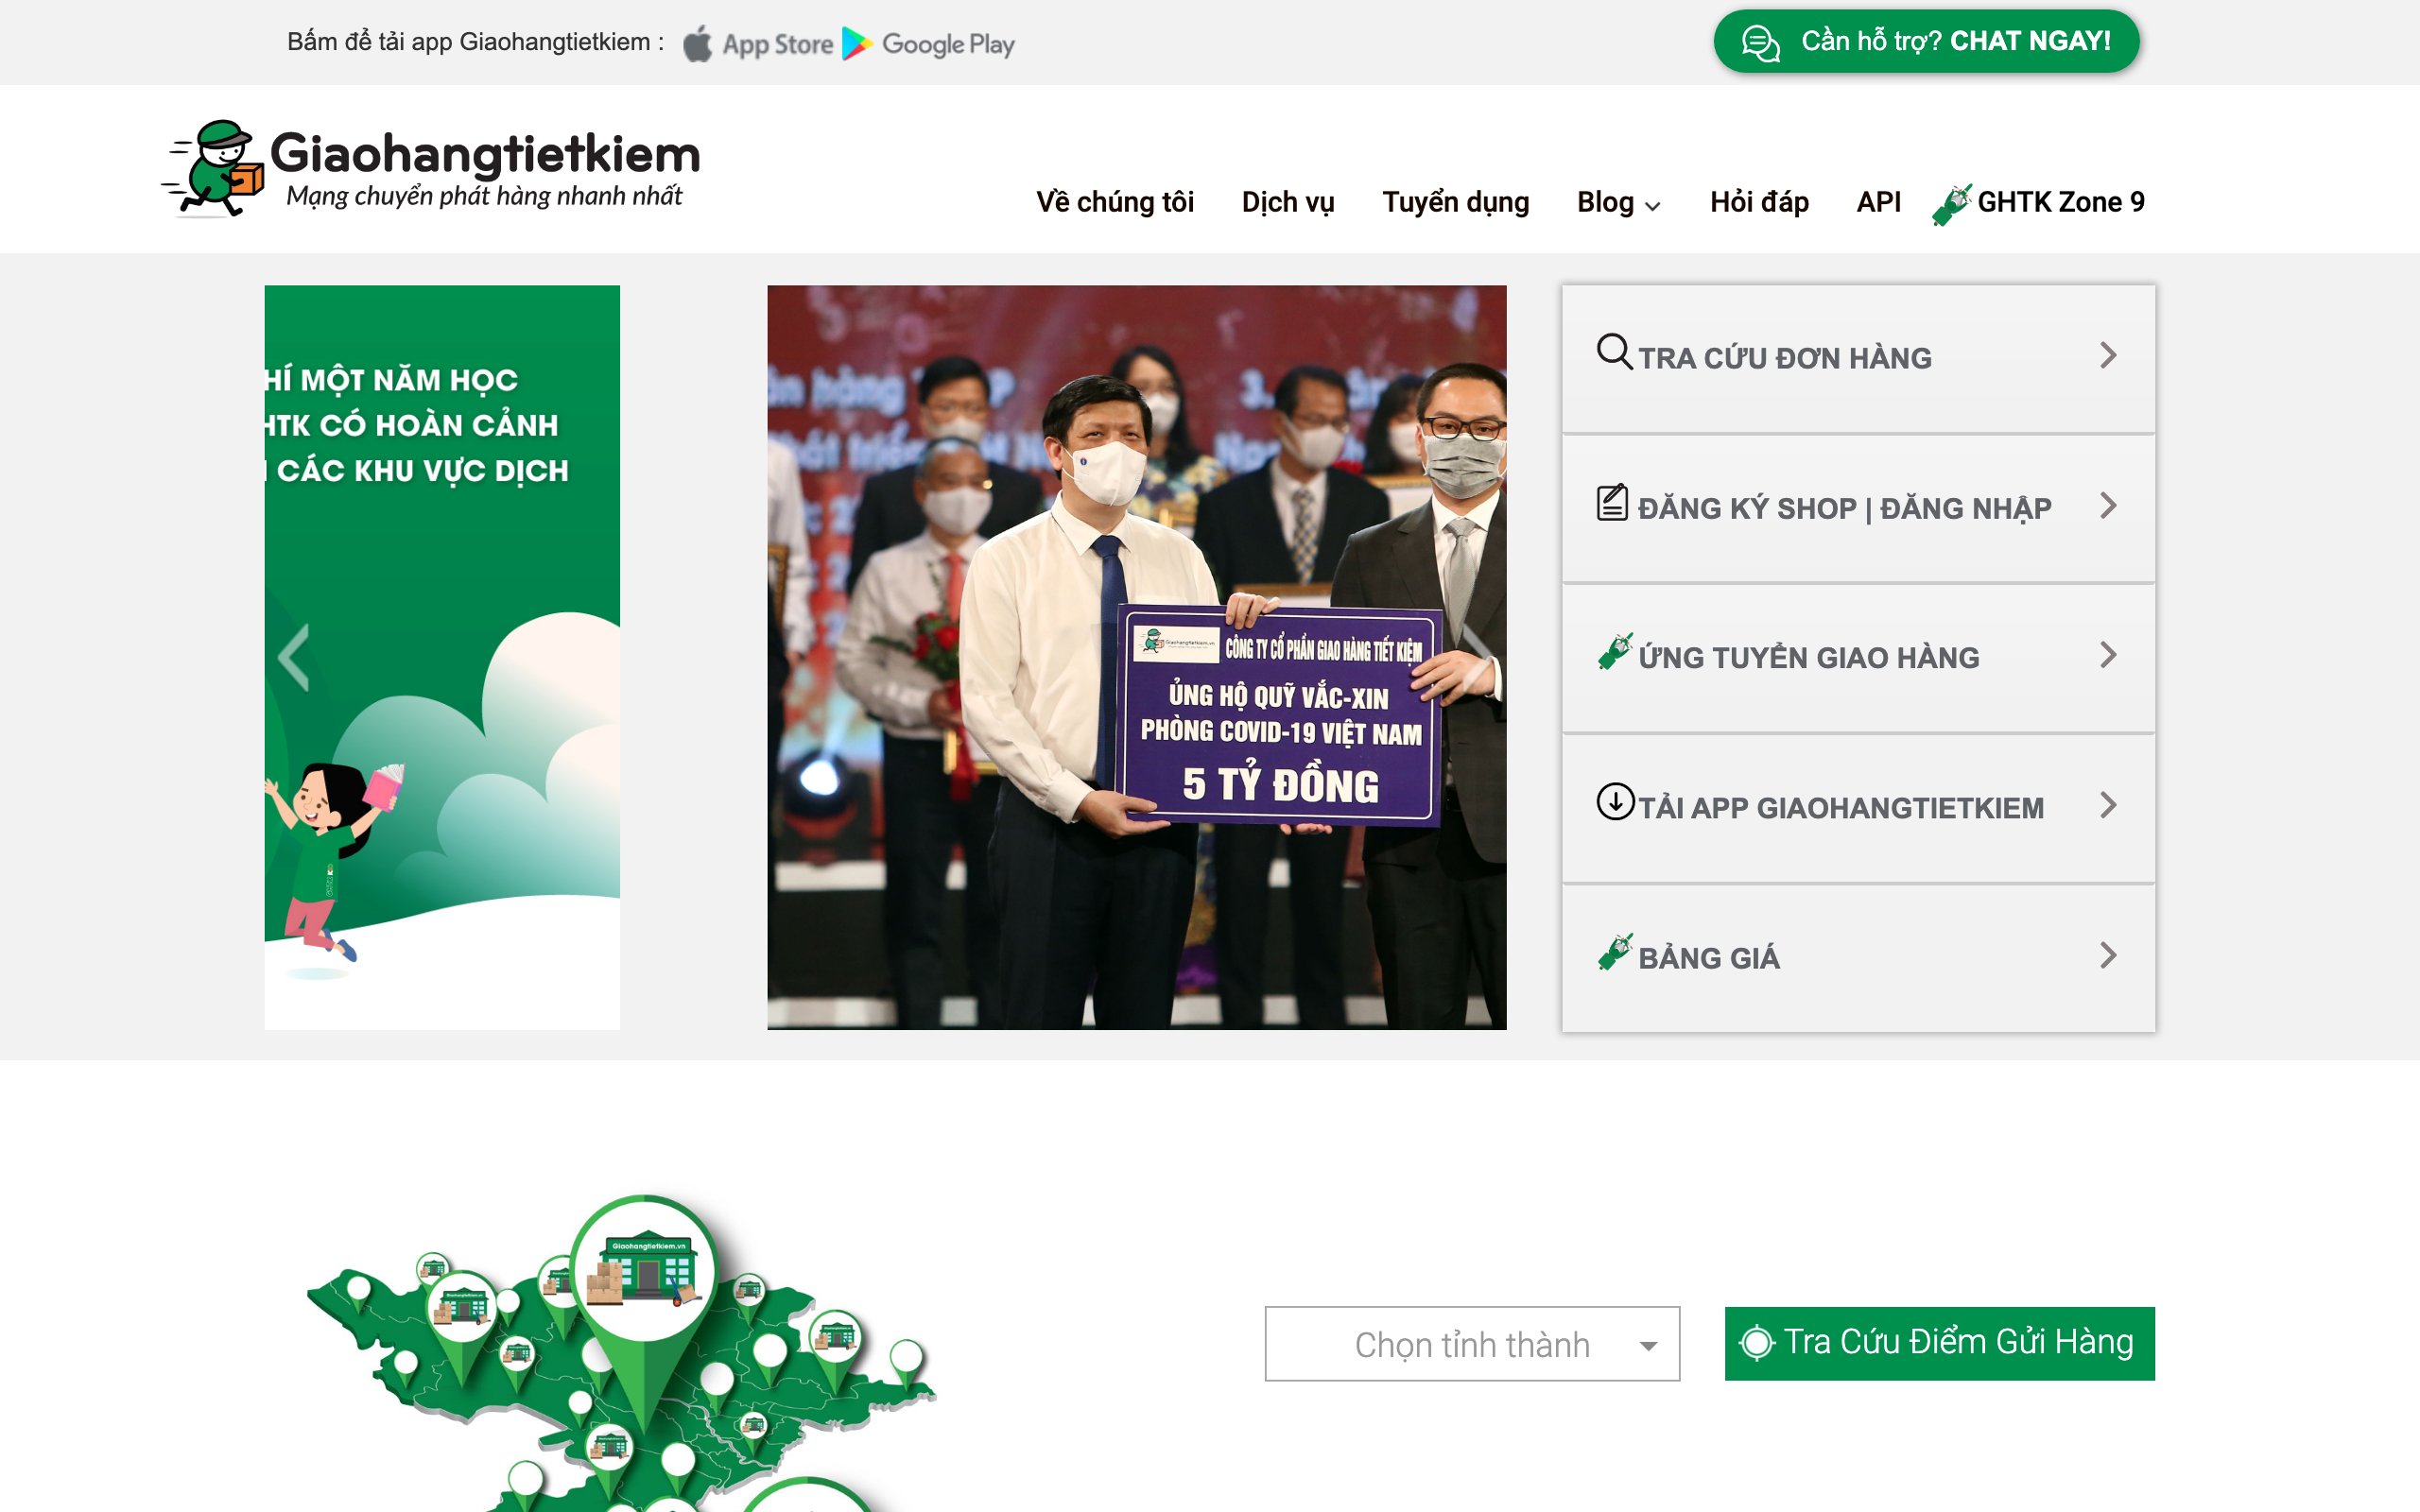 Bấm để tải app Giaohangtietkiem :
App Store
Google Play
Cần hỗ trợ? CHAT NGAY!
Giaohangtietkiem
Mạng chuyển phát hàng nhanh nhất
Về chúng tôi
Dịch vụ
Tuyển dụng
Blog
Hỏi đáp
API
GHTK Zone 9
HÍ MỘT NĂM HỌC
HTK CÓ HOÀN CẢNH
CÁC KHU VỰC DỊCH
Giaohangtietkiem.vn
CÔNG TY CỔ PHẦN GIAO HÀNG TIẾT KIỆM
ỦNG HỘ QUỸ VẮC-XIN
PHÒNG COVID-19 VIỆT NAM
5 TỶ ĐỒNG
TRA CỨU ĐƠN HÀNG
ĐĂNG KÝ SHOP | ĐĂNG NHẬP
ỨNG TUYỂN GIAO HÀNG
TẢI APP GIAOHANGTIETKIEM
BẢNG GIÁ
Giaohangtietkiem.vn
Chọn tỉnh thành
Tra Cứu Điểm Gửi Hàng